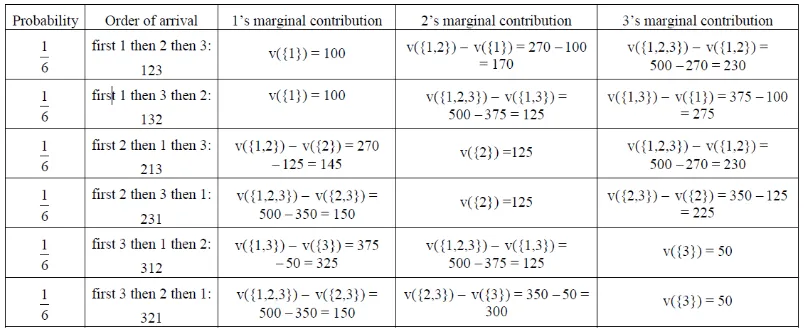 Probability Order of arrival 1's marginal contribution 2's marginal contribution 3's marginal contribution
1/6 first 1 then 2 then 3: 123 v({1}) = 100 v({1,2}) – v({1}) = 270 – 100 = 170 v({1,2,3}) – v({1,2}) = 500 – 270 = 230
1/6 first 1 then 3 then 2: 132 v({1}) = 100 v({1,2,3}) – v({1,3}) = 500 – 375 = 125 v({1,3}) – v({1}) = 375 – 100 = 275
1/6 first 2 then 1 then 3: 213 v({1,2}) – v({2}) = 270 – 125 = 145 v({2}) =125 v({1,2,3}) – v({1,2}) = 500 – 270 = 230
1/6 first 2 then 3 then 1: 231 v({1,2,3}) – v({2,3}) = 500 – 350 = 150 v({2}) =125 v({2,3}) – v({2}) = 350 – 125 = 225
1/6 first 3 then 1 then 2: 312 v({1,3}) – v({3}) = 375 – 50 = 325 v({1,2,3}) – v({1,3}) = 500 – 375 = 125 v({3}) = 50
1/6 first 3 then 2 then 1: 321 v({1,2,3}) – v({2,3}) = 500 – 350 = 150 v({2,3}) – v({3}) = 350 – 50 = 300 v({3}) = 50